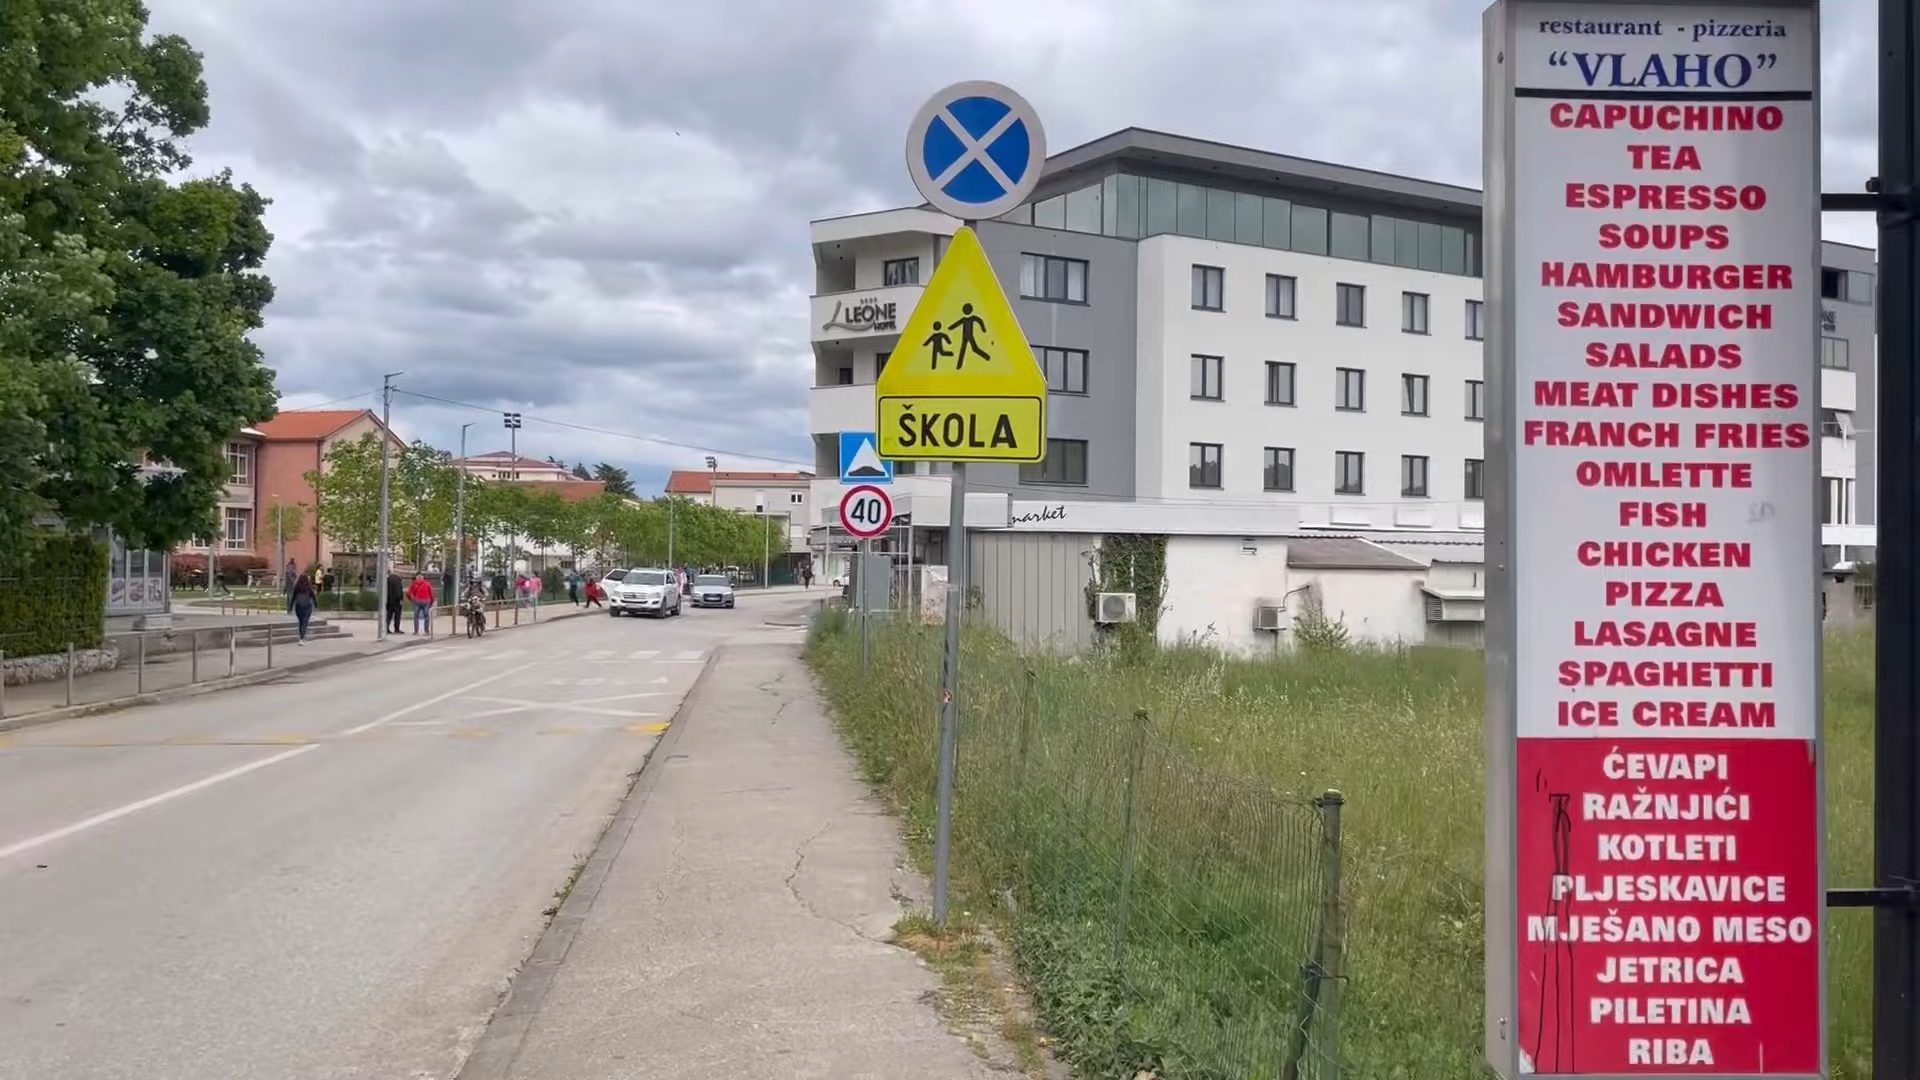 LEONE
HOTEL
ŠKOLA
40
market
restaurant - pizzeria
“VLAHO”
CAPUCHINO
TEA
ESPRESSO
SOUPS
HAMBURGER
SANDWICH
SALADS
MEAT DISHES
FRANCH FRIES
OMLETTE
FISH
CHICKEN
PIZZA
LASAGNE
SPAGHETTI
ICE CREAM
ĆEVAPI
RAŽNJIĆI
KOTLETI
PLJESKAVICE
MJEŠANO MESO
JETRICA
PILETINA
RIBA